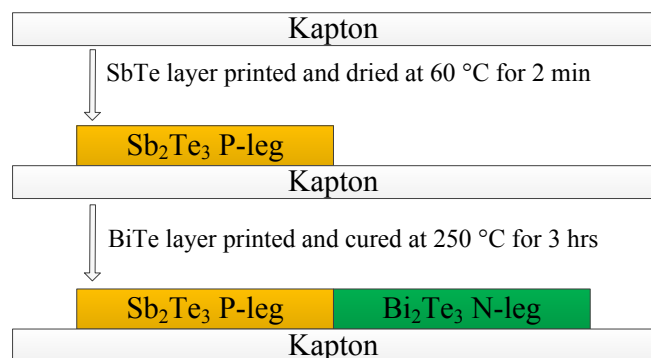 Kapton
SbTe layer printed and dried at 60 °C for 2 min
Sb₂Te₃ P-leg
Kapton
BiTe layer printed and cured at 250 °C for 3 hrs
Sb₂Te₃ P-leg Bi₂Te₃ N-leg
Kapton